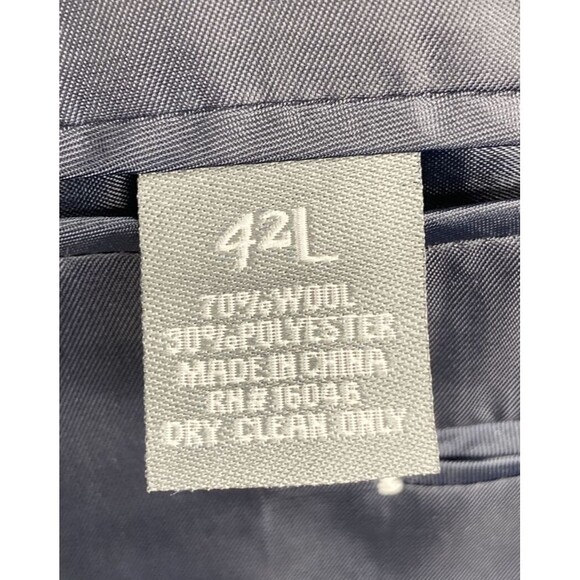 42L
70% WOOL
30% POLYESTER
MADE IN CHINA
RN# 16046
DRY CLEAN ONLY